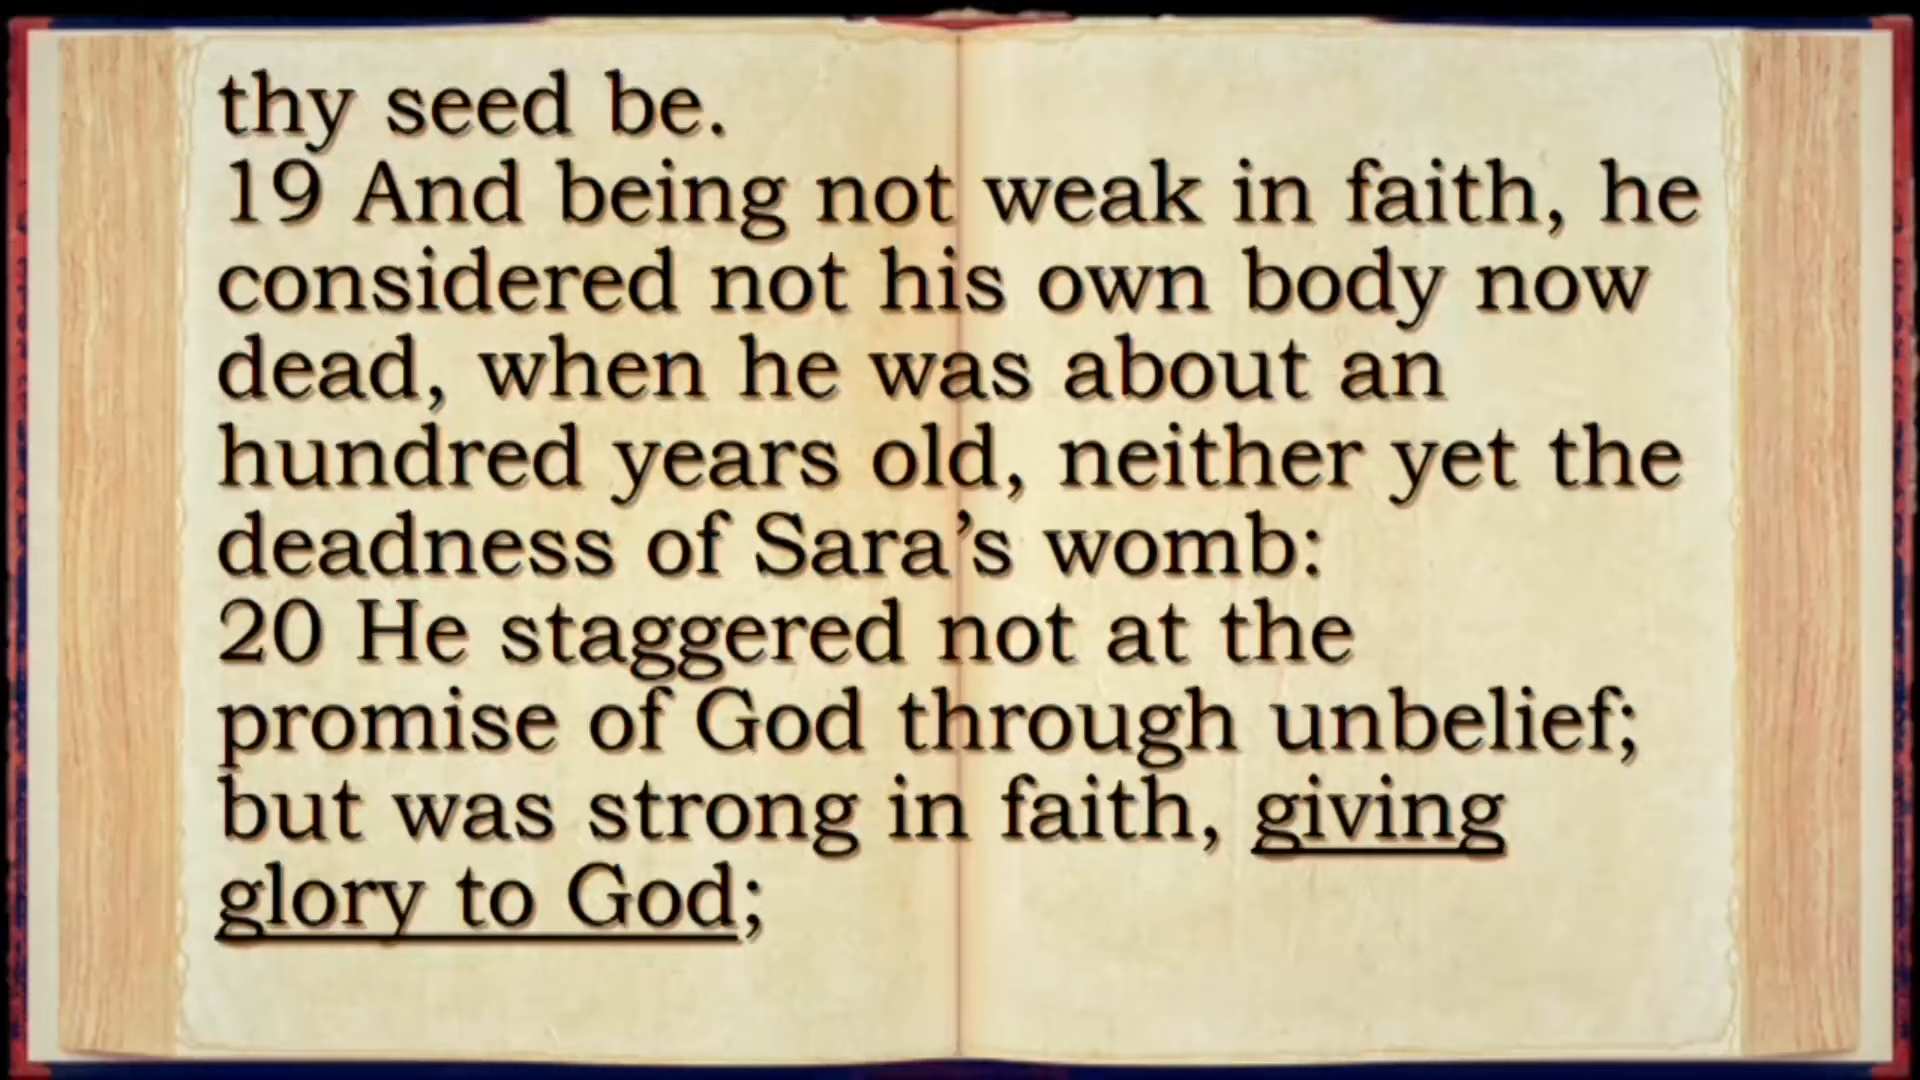 thy seed be.
19 And being not weak in faith, he
considered not his own body now
dead, when he was about an
hundred years old, neither yet the
deadness of Sara’s womb:
20 He staggered not at the
promise of God through unbelief;
but was strong in faith, giving
glory to God;